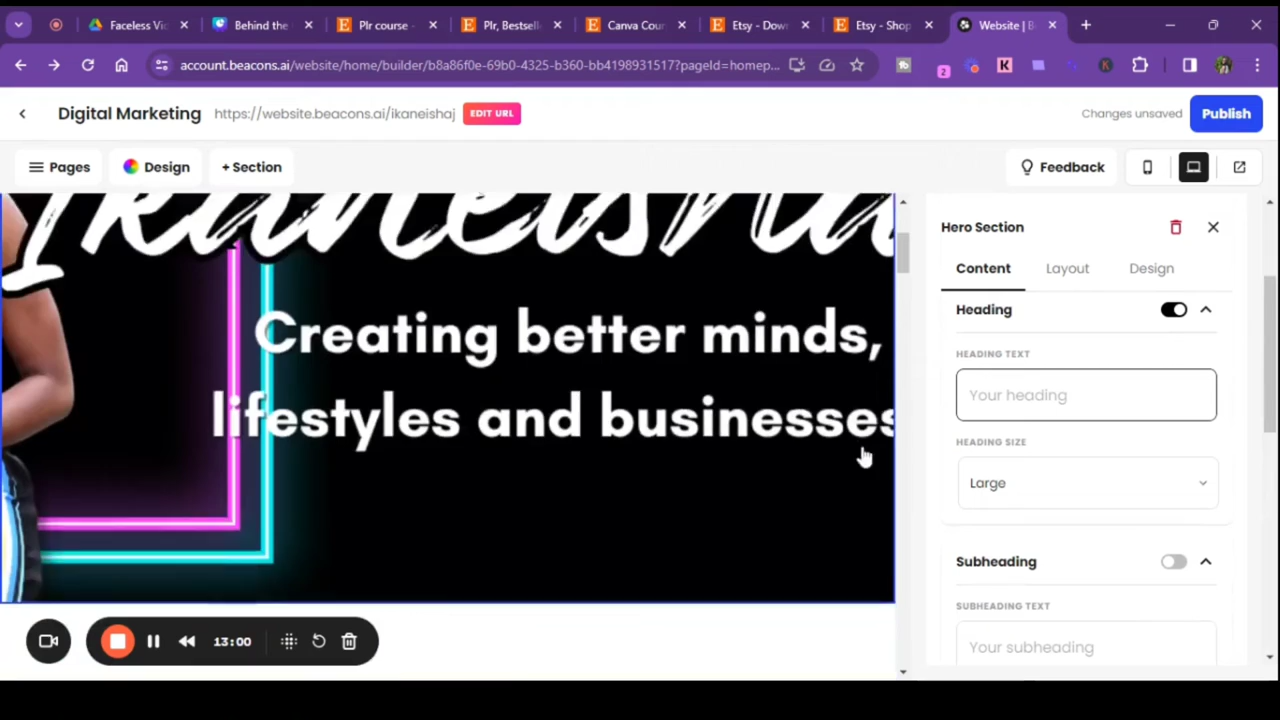 Faceless Vi
Behind the
Plr course -
Plr, Bestsel
Canva Cour
Etsy - Dow
Etsy - Shop
Website | B
account.beacons.ai/website/home/builder/b8a86f0e-69b0-4325-b360-bb4198931517?pageId=homep...
2
K
K
Digital Marketing
https://website.beacons.ai/ikaneishaj
EDIT URL
Changes unsaved
Publish
Pages
Design
+ Section
Feedback
Ikaneisha
Creating better minds,
lifestyles and businesses
Hero Section
Content
Layout
Design
Heading
HEADING TEXT
Your heading
HEADING SIZE
Large
Subheading
SUBHEADING TEXT
Your subheading
13:00